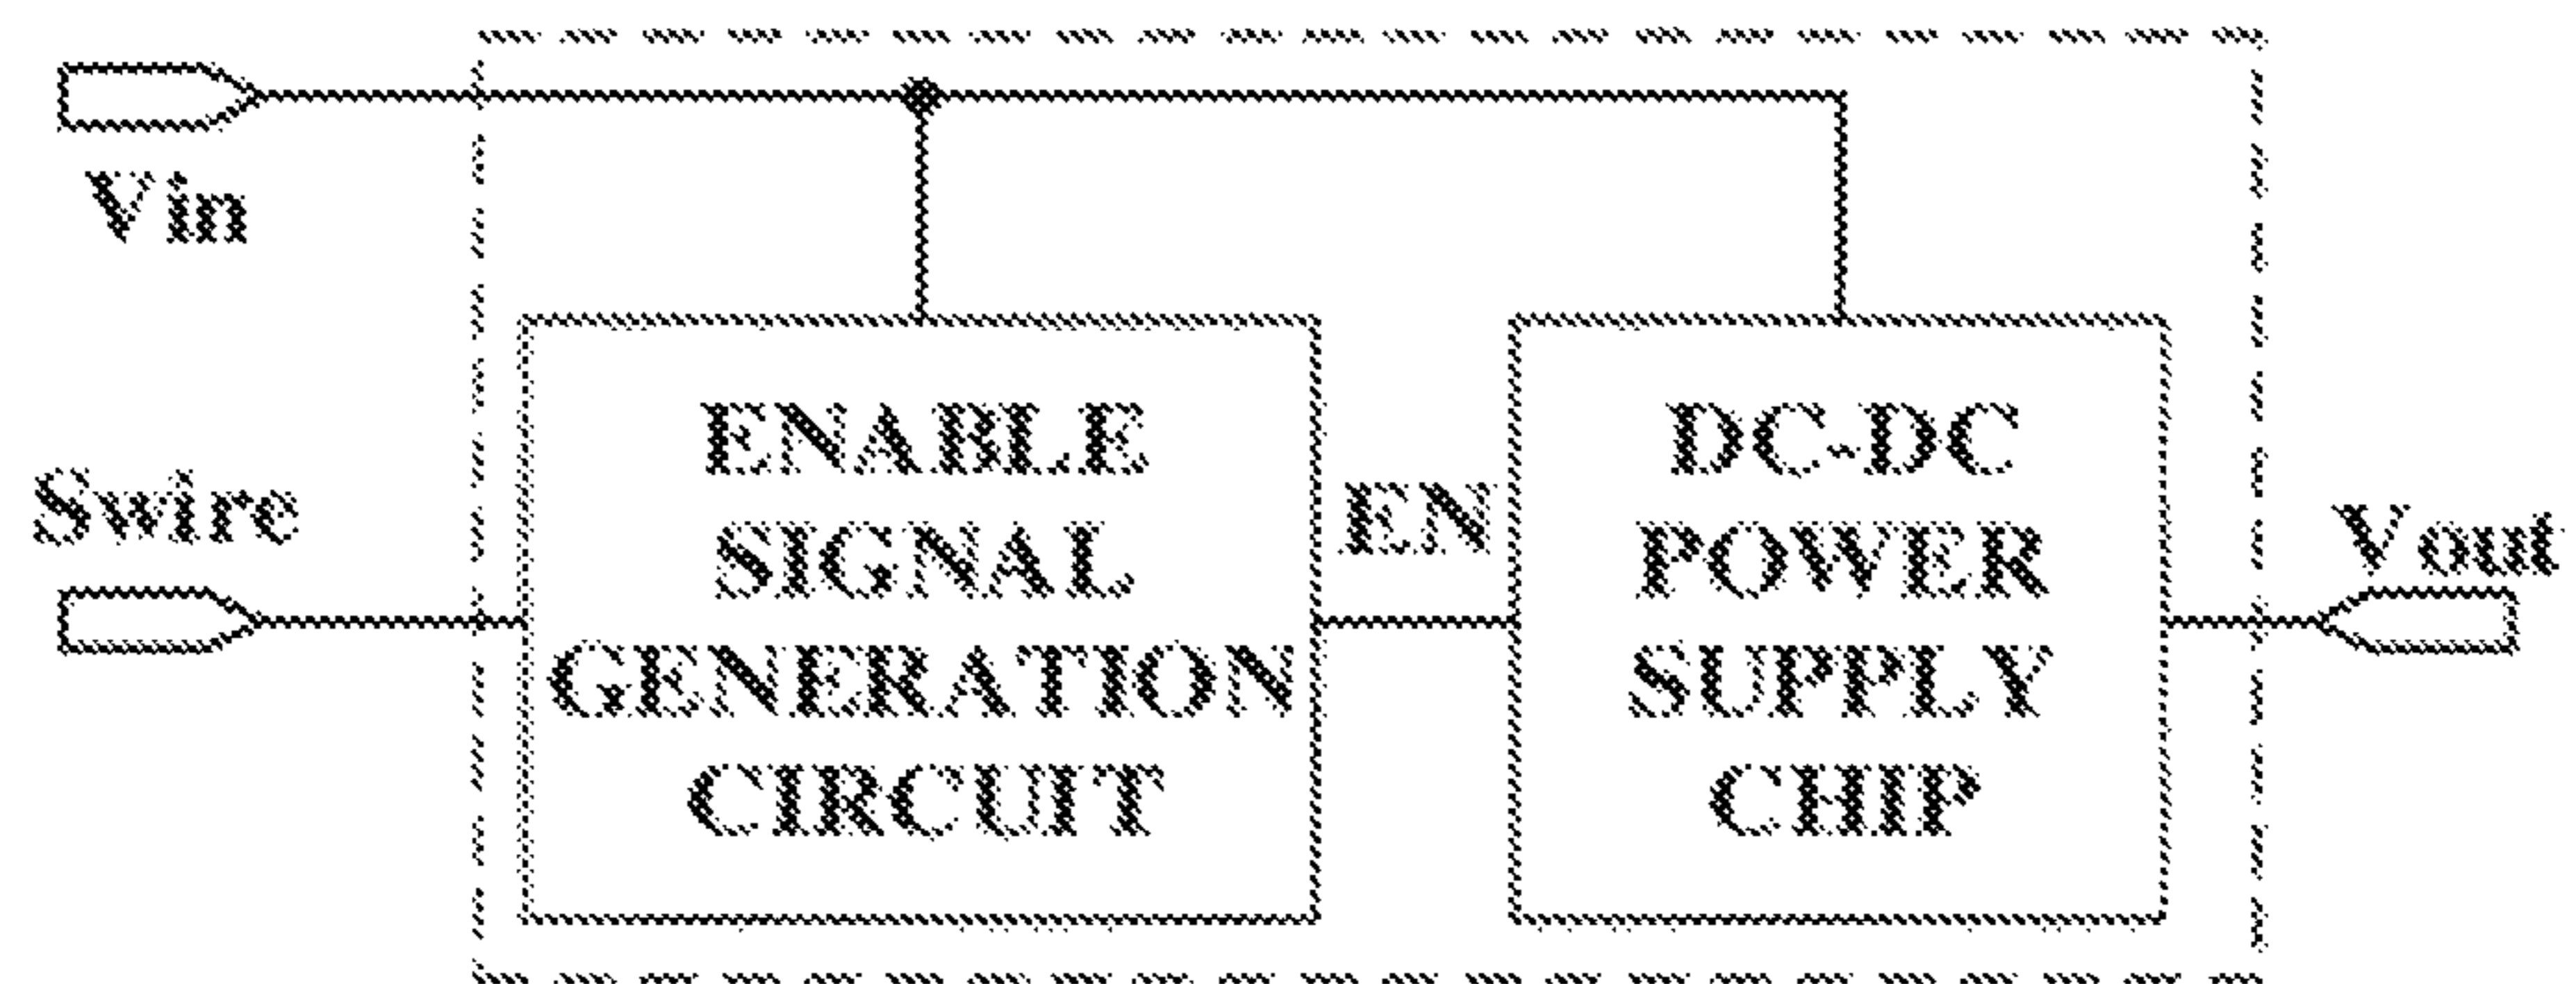 Vin
Swire
ENABLE
SIGNAL
GENERATION
CIRCUIT
EN
DC-DC
POWER
SUPPLY
CHIP
Vout